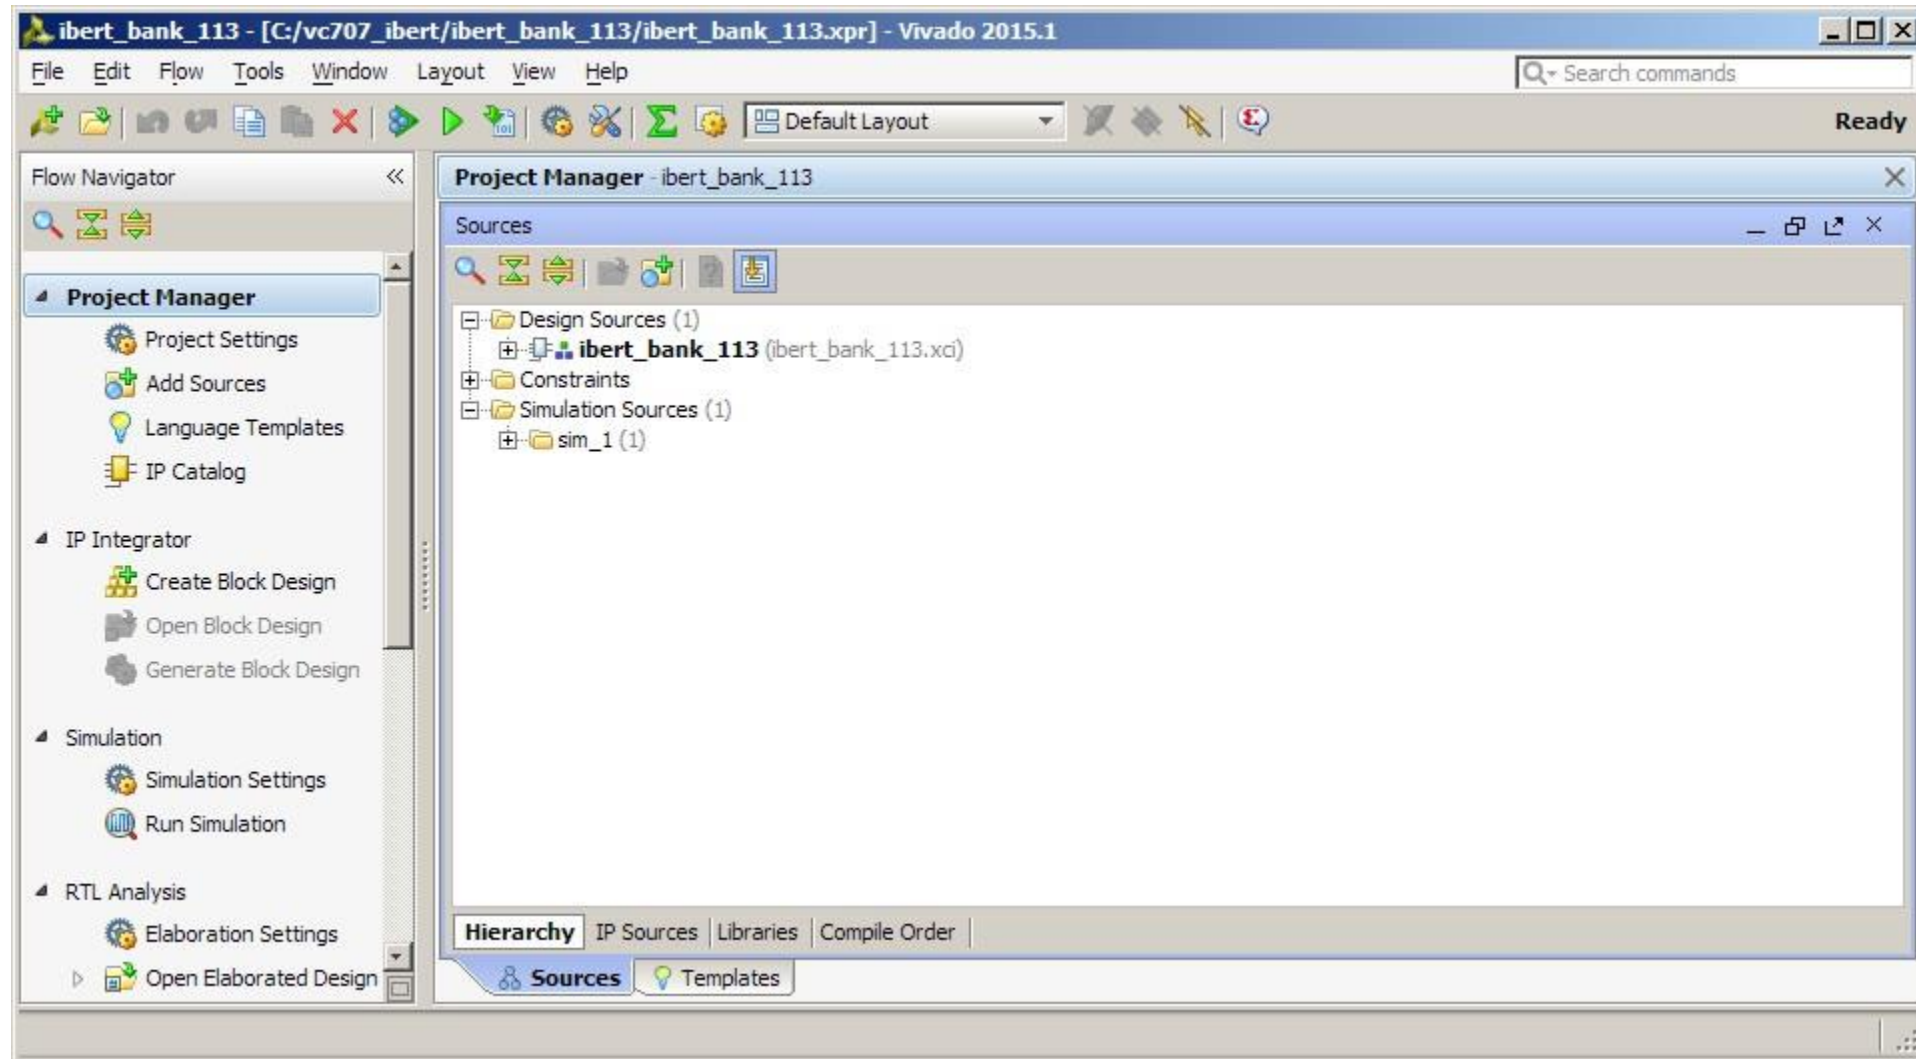 ibert_bank_113 - [C:/vc707_ibert/ibert_bank_113/ibert_bank_113.xpr] - Vivado 2015.1
File Edit Flow Tools Window Layout View Help
Search commands
Default Layout
Ready
Flow Navigator
Project Manager
Project Settings
Add Sources
Language Templates
IP Catalog
IP Integrator
Create Block Design
Open Block Design
Generate Block Design
Simulation
Simulation Settings
Run Simulation
RTL Analysis
Elaboration Settings
Open Elaborated Design
Project Manager - ibert_bank_113
Sources
Design Sources (1)
ibert_bank_113 (ibert_bank_113.xci)
Constraints
Simulation Sources (1)
sim_1 (1)
Hierarchy IP Sources Libraries Compile Order
Sources Templates